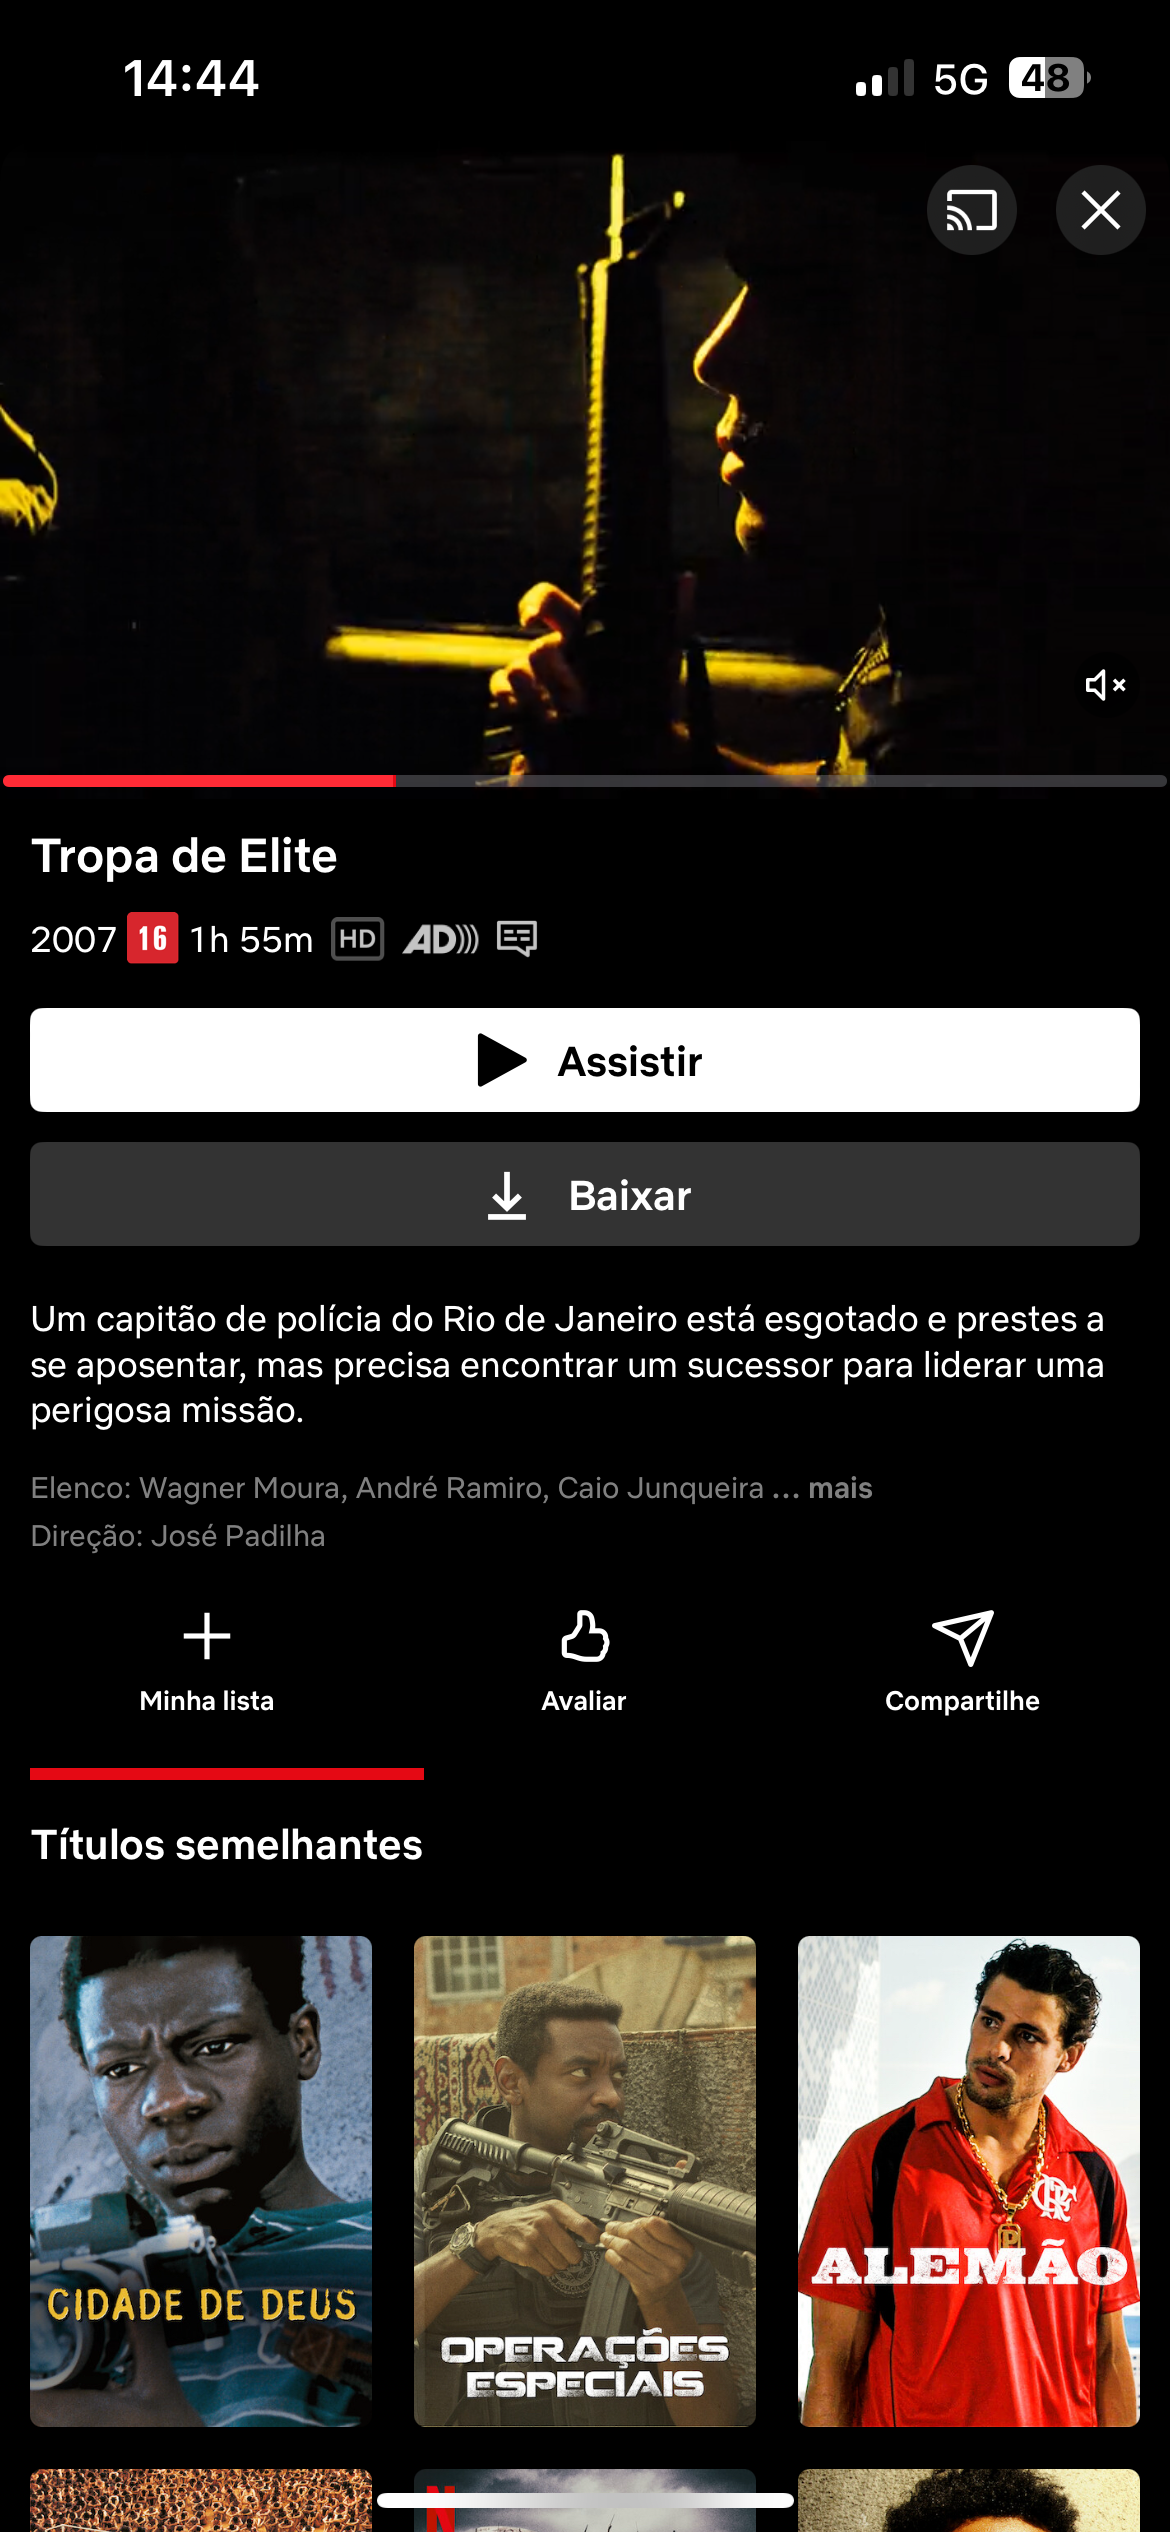 14:44
5G
48
Tropa de Elite
2007 16 1h 55m HD AD
Assistir
Baixar
Um capitão de polícia do Rio de Janeiro está esgotado e prestes a
se aposentar, mas precisa encontrar um sucessor para liderar uma
perigosa missão.
Elenco: Wagner Moura, André Ramiro, Caio Junqueira ... mais
Direção: José Padilha
Minha lista
Avaliar
Compartilhe
Títulos semelhantes
CIDADE DE DEUS
OPERAÇÕES
ESPECIAIS
CRF
P
ALEMÃO
N